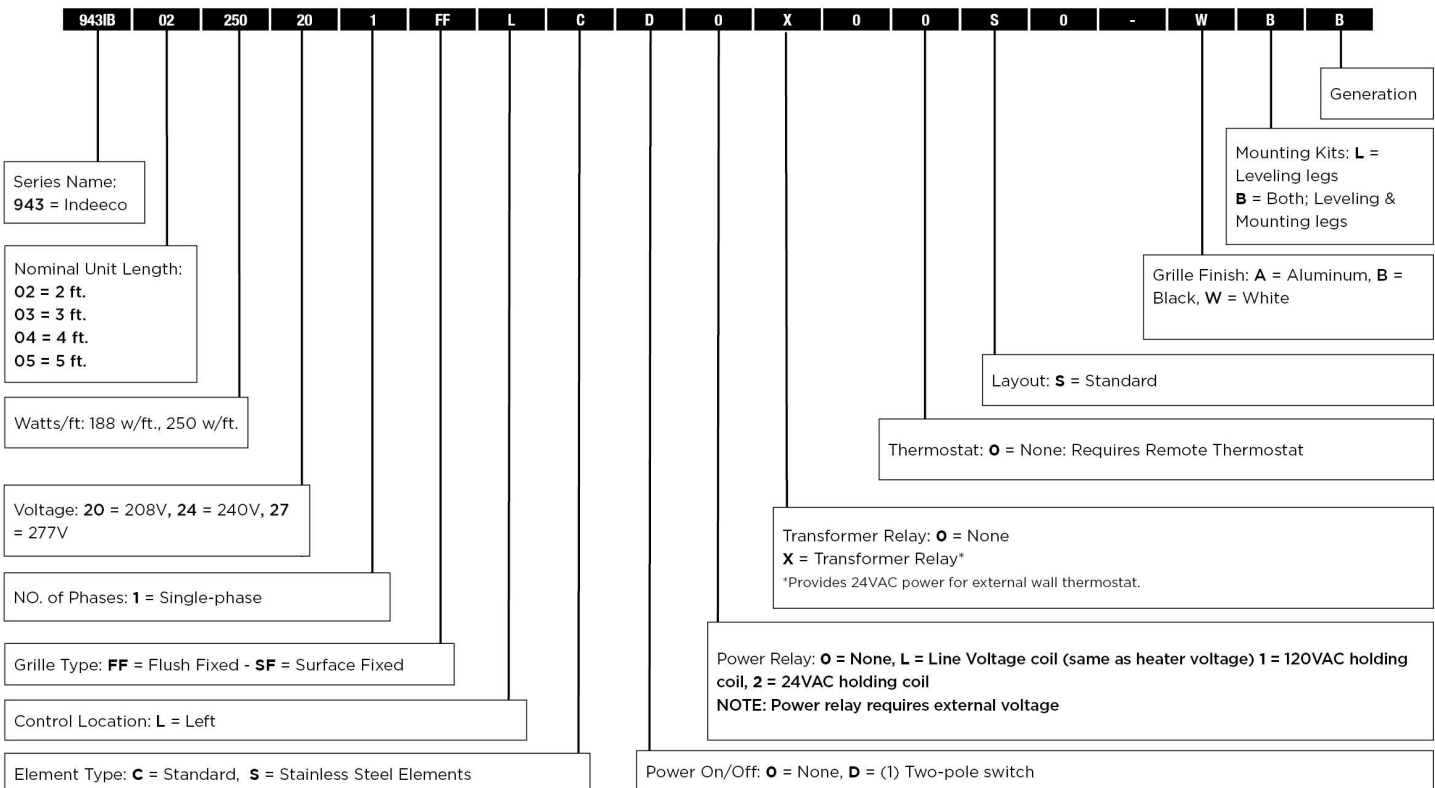 943IB 02 250 20 1 FF L C D 0 X 0 0 S 0 - W B B
Generation
Mounting Kits: L =
Leveling legs
B = Both; Leveling &
Mounting legs
Series Name:
943 = Indeeco
Nominal Unit Length:
02 = 2 ft.
03 = 3 ft.
04 = 4 ft.
05 = 5 ft.
Grille Finish: A = Aluminum, B =
Black, W = White
Layout: S = Standard
Watts/ft: 188 w/ft., 250 w/ft.
Thermostat: 0 = None: Requires Remote Thermostat
Voltage: 20 = 208V, 24 = 240V, 27
= 277V
Transformer Relay: 0 = None
X = Transformer Relay*
*Provides 24VAC power for external wall thermostat.
NO. of Phases: 1 = Single-phase
Grille Type: FF = Flush Fixed - SF = Surface Fixed
Power Relay: 0 = None, L = Line Voltage coil (same as heater voltage) 1 = 120VAC holding
coil, 2 = 24VAC holding coil
NOTE: Power relay requires external voltage
Control Location: L = Left
Element Type: C = Standard, S = Stainless Steel Elements
Power On/Off: 0 = None, D = (1) Two-pole switch